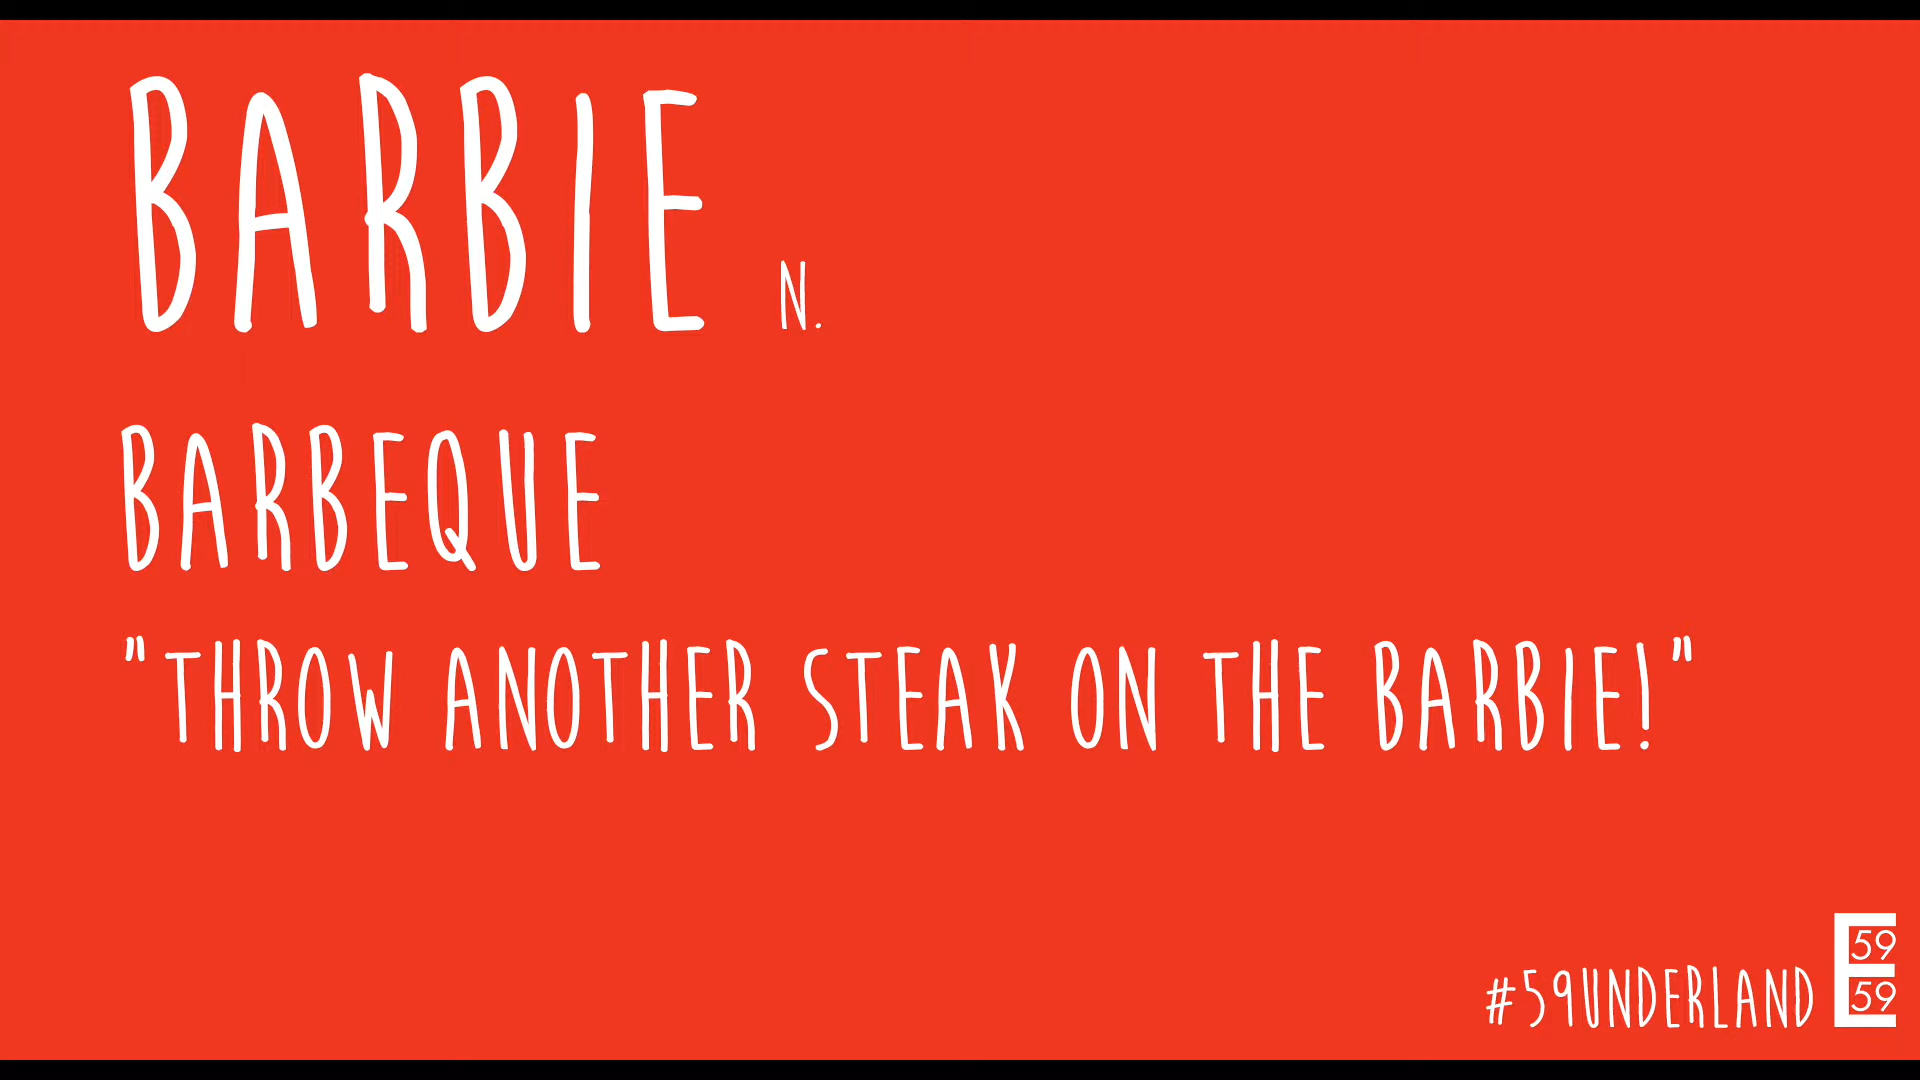 BARBIE N.
BARBEQUE
"THROW ANOTHER STEAK ON THE BARBIE!"
#59UNDERLAND
59
E
59